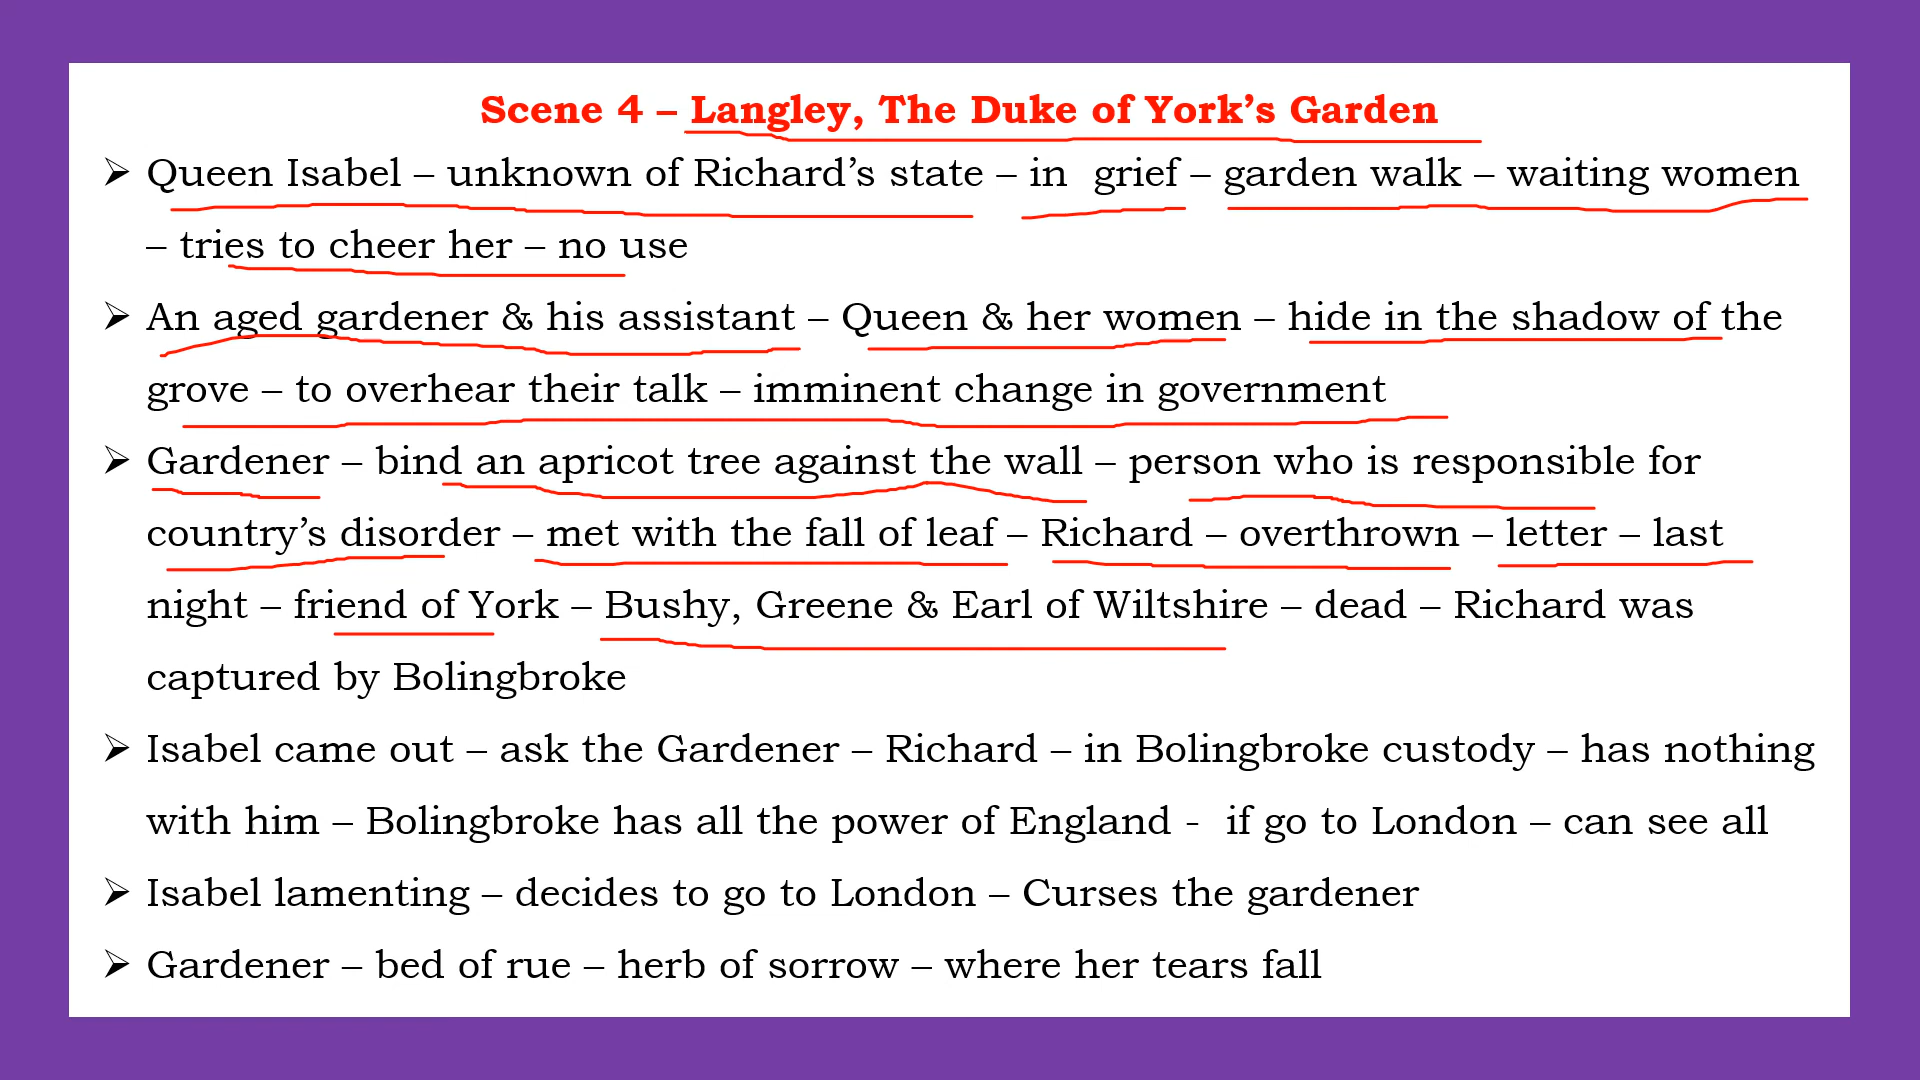 Scene 4 – Langley, The Duke of York’s Garden
➢ Queen Isabel – unknown of Richard’s state – in grief – garden walk – waiting women
– tries to cheer her – no use
➢ An aged gardener & his assistant – Queen & her women – hide in the shadow of the
grove – to overhear their talk – imminent change in government
➢ Gardener – bind an apricot tree against the wall – person who is responsible for
country’s disorder – met with the fall of leaf – Richard – overthrown – letter – last
night – friend of York – Bushy, Greene & Earl of Wiltshire – dead – Richard was
captured by Bolingbroke
➢ Isabel came out – ask the Gardener – Richard – in Bolingbroke custody – has nothing
with him – Bolingbroke has all the power of England - if go to London – can see all
➢ Isabel lamenting – decides to go to London – Curses the gardener
➢ Gardener – bed of rue – herb of sorrow – where her tears fall